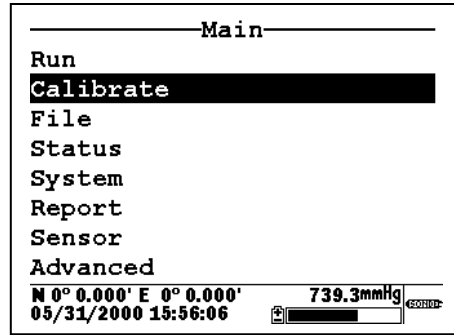 Main
Run
Calibrate
File
Status
System
Report
Sensor
Advanced
N 0° 0.000' E 0° 0.000' 739.3mmHg
05/31/2000 15:56:06